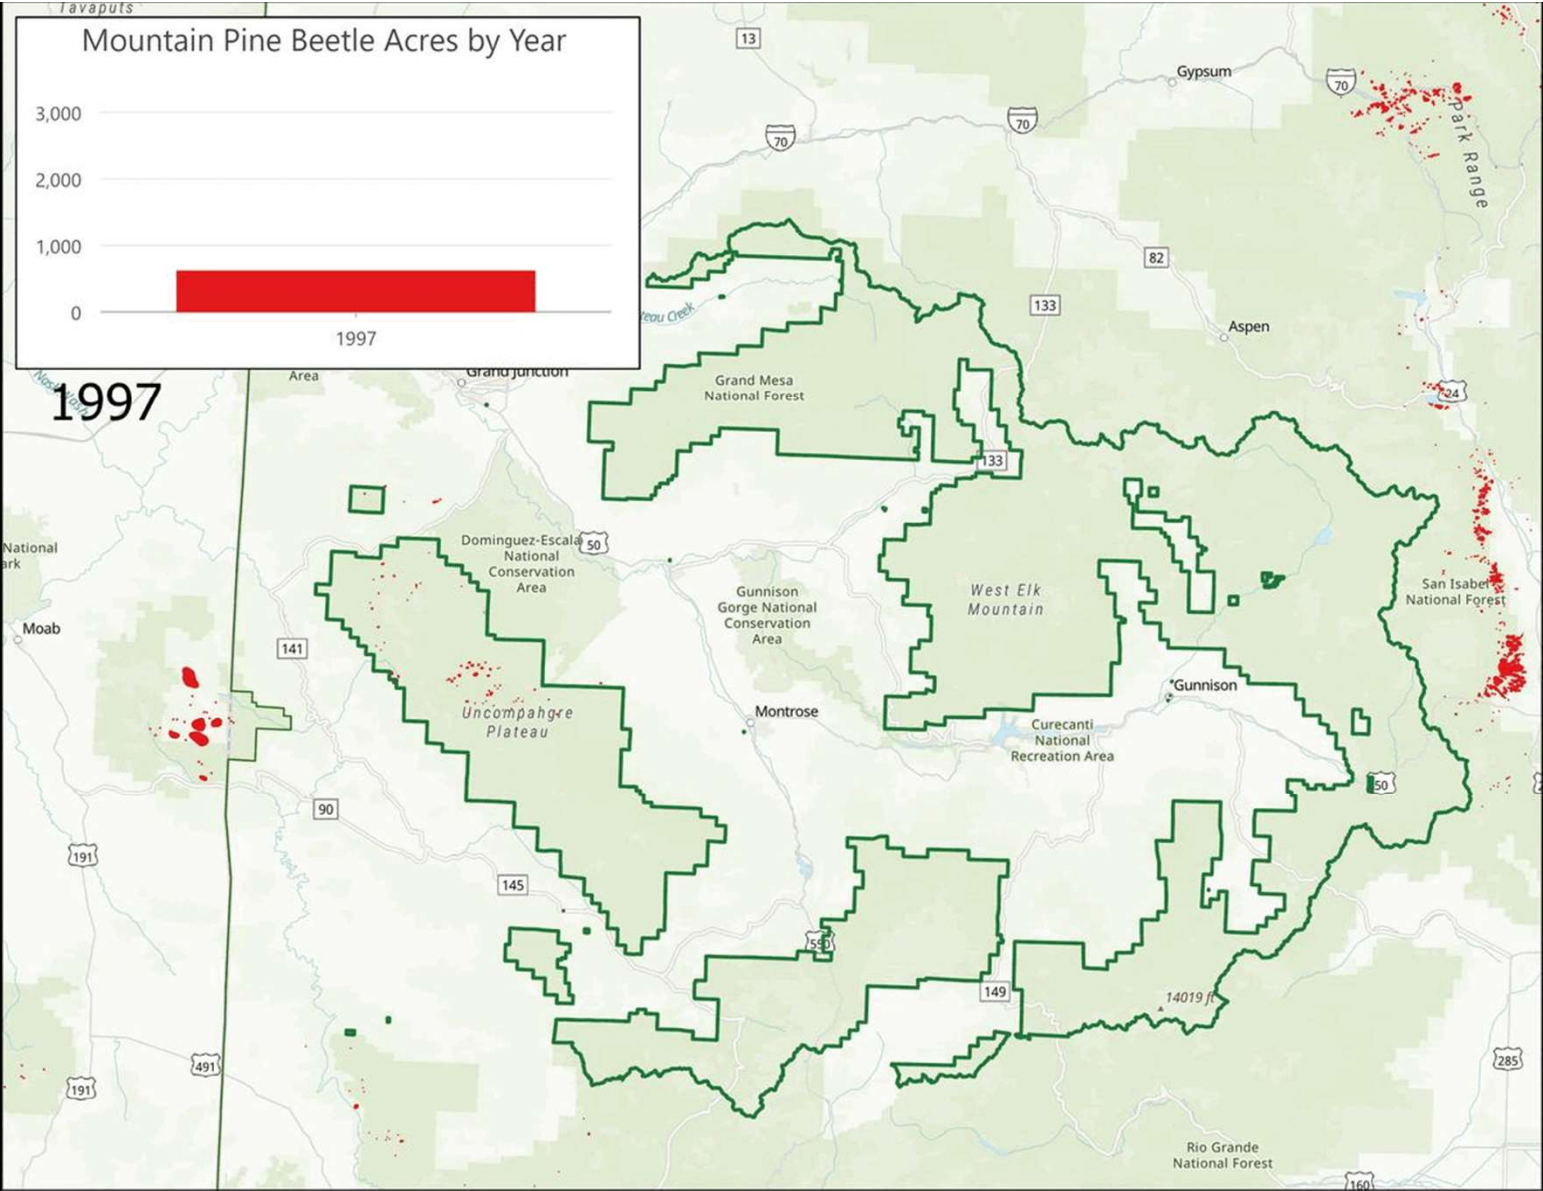 Tavaputs
Mountain Pine Beetle Acres by Year
3,000
2,000
1,000
0
1997
1997
13
Gypsum
70
70
70
Park Range
82
133
Aspen
24
eau Creek
Grand Junction
Area
Grand Mesa
National Forest
133
National
ark
Dominguez-Escala
National
Conservation
Area
50
Gunnison
Gorge National
Conservation
Area
West Elk
Mountain
San Isabel
National Forest
Moab
141
Uncompahgre
Plateau
Montrose
Gunnison
Curecanti
National
Recreation Area
50
90
191
145
550
149
14019 ft
491
191
285
Rio Grande
National Forest
160